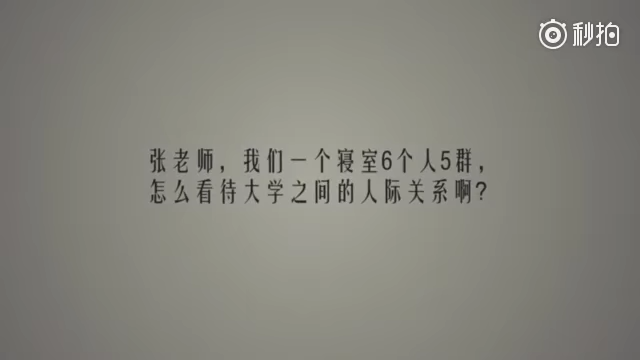 秒拍
张老师，我们一个寝室6个人5群，
怎么看待大学之间的人际关系啊？